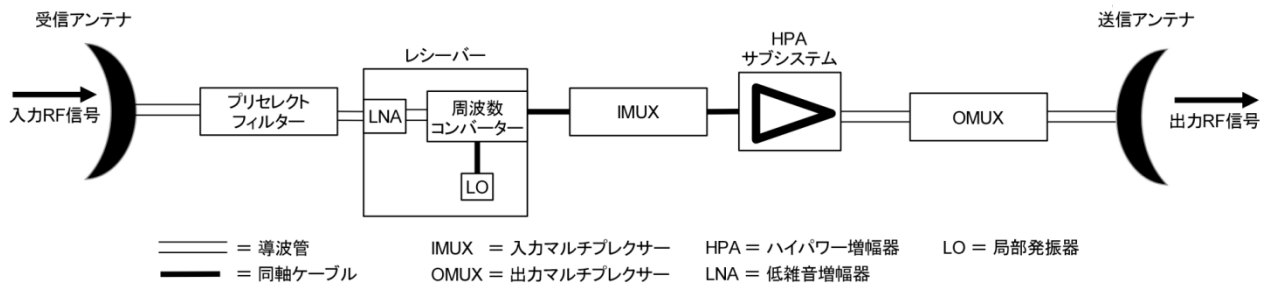 受信アンテナ
入力RF信号
プリセレクト
フィルター
レシーバー
LNA
周波数
コンバーター
LO
IMUX
HPA
サブシステム
OMUX
送信アンテナ
出力RF信号
= 導波管
= 同軸ケーブル
IMUX = 入力マルチプレクサー
OMUX = 出力マルチプレクサー
HPA = ハイパワー増幅器
LNA = 低雑音増幅器
LO = 局部発振器